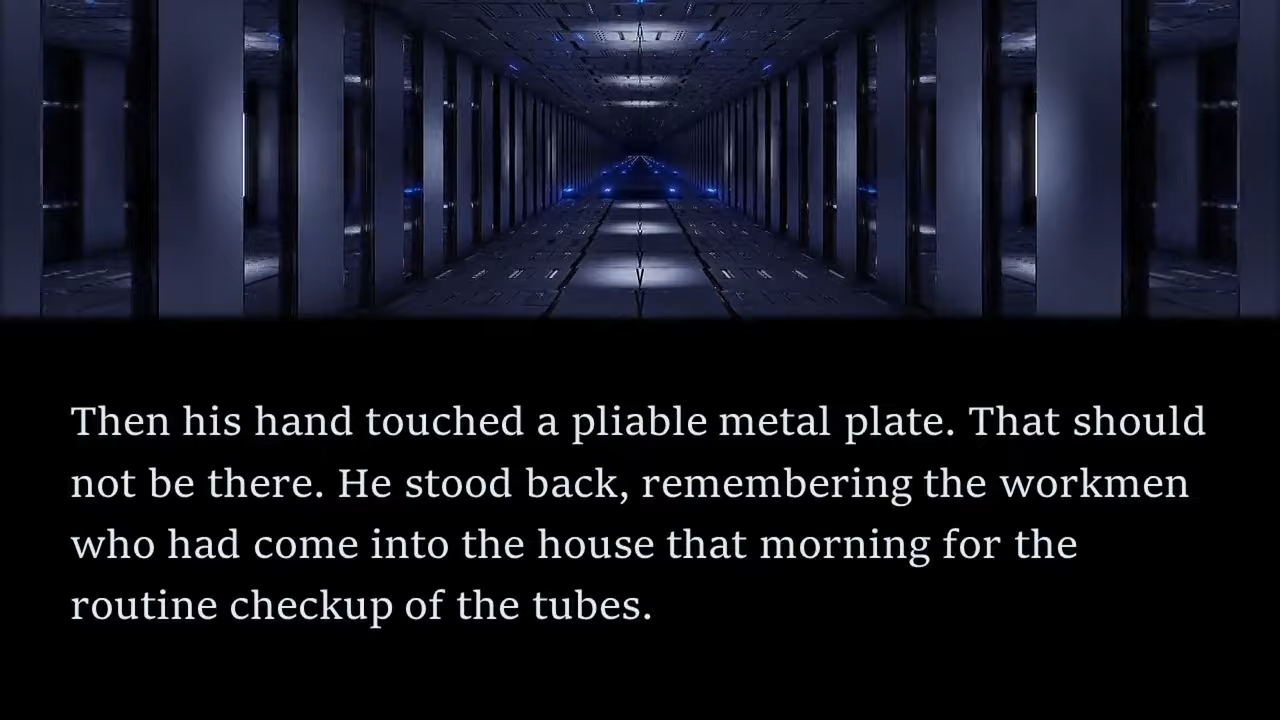 Then his hand touched a pliable metal plate. That should
not be there. He stood back, remembering the workmen
who had come into the house that morning for the
routine checkup of the tubes.